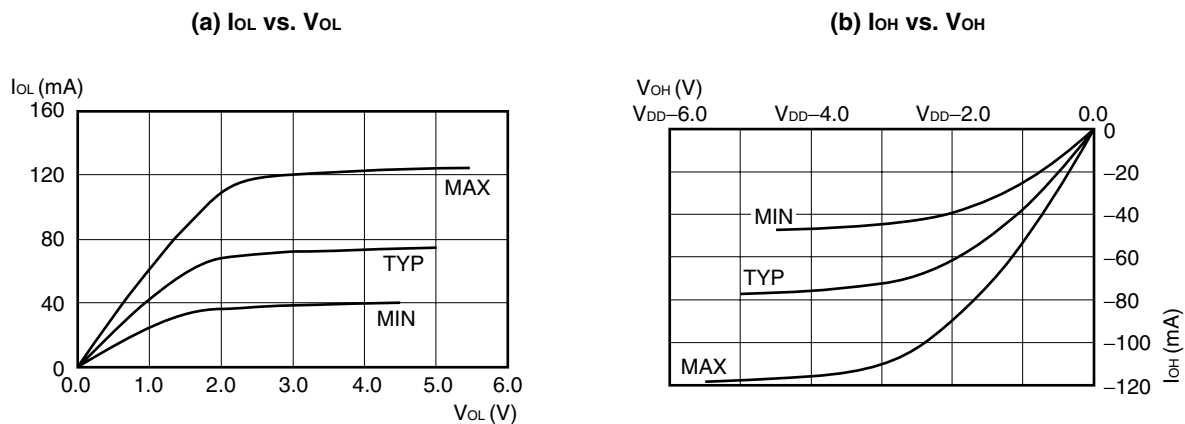 (a) IOL vs. VOL
IOL (mA)
160
120
80
40
0
MAX
TYP
MIN
0.0 1.0 2.0 3.0 4.0 5.0 6.0
VOL (V)
(b) IOH vs. VOH
VOH (V)
VDD–6.0 VDD–4.0 VDD–2.0 0.0
0
–20
–40
–60
–80
–100
–120
MIN
TYP
MAX
IOH (mA)